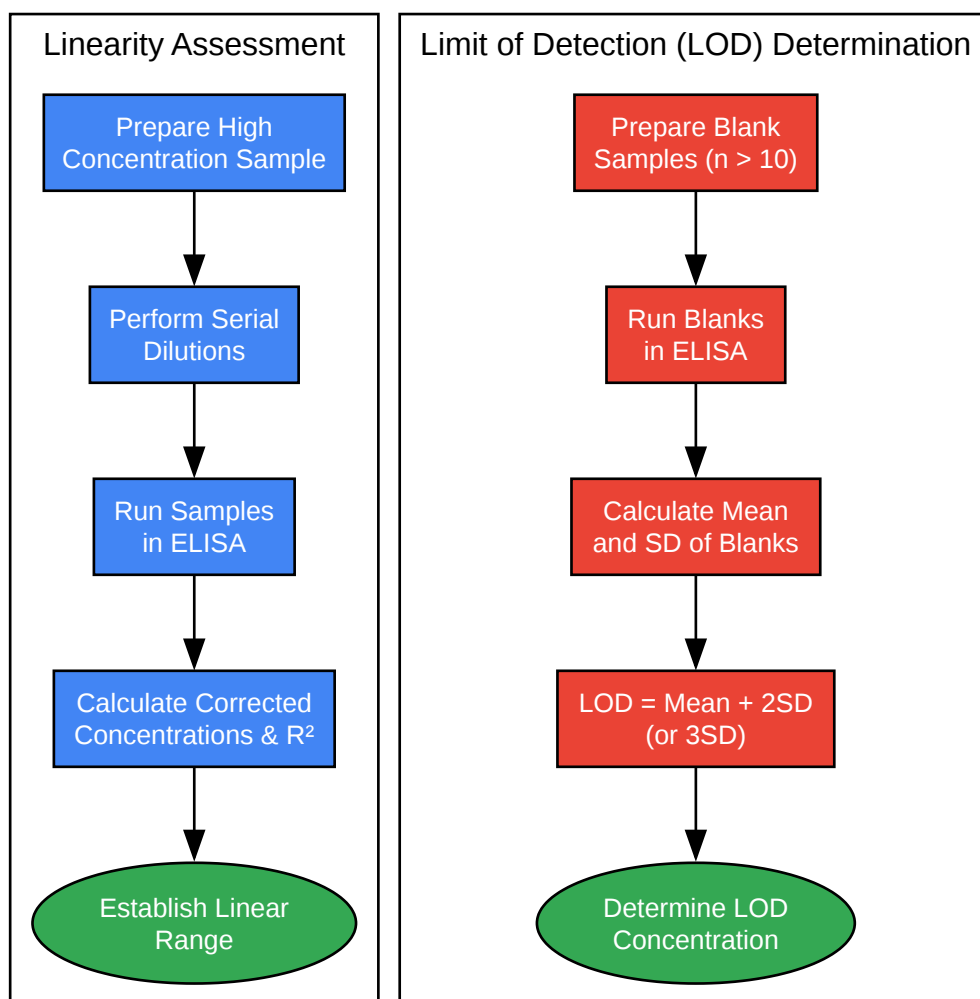 Linearity Assessment
Prepare High
Concentration Sample
Perform Serial
Dilutions
Run Samples
in ELISA
Calculate Corrected
Concentrations & R²
Establish Linear
Range
Limit of Detection (LOD) Determination
Prepare Blank
Samples (n > 10)
Run Blanks
in ELISA
Calculate Mean
and SD of Blanks
LOD = Mean + 2SD
(or 3SD)
Determine LOD
Concentration